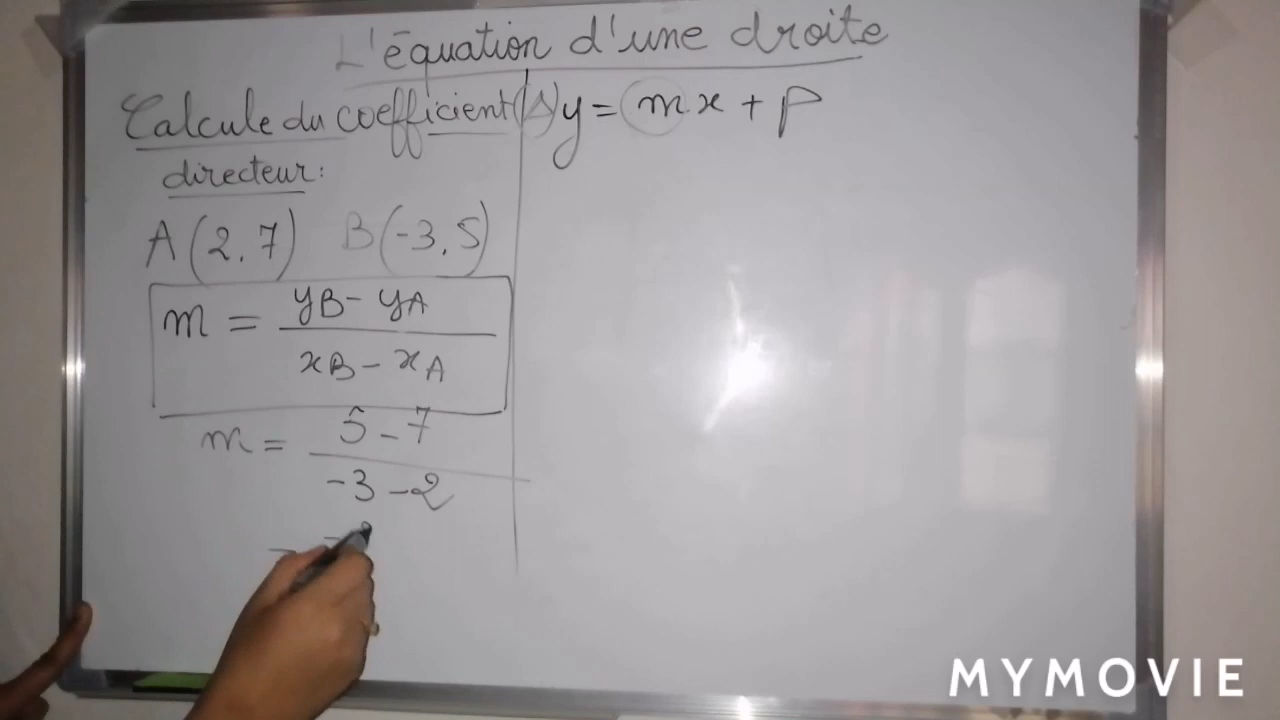 L'équation d'une droite
Calcule du coefficient
directeur:
(Δ) y = mx + p
A(2,7) B(-3,5)
m = yB - yA / xB - xA
m = 5 - 7 / -3 - 2
MYMOVIE